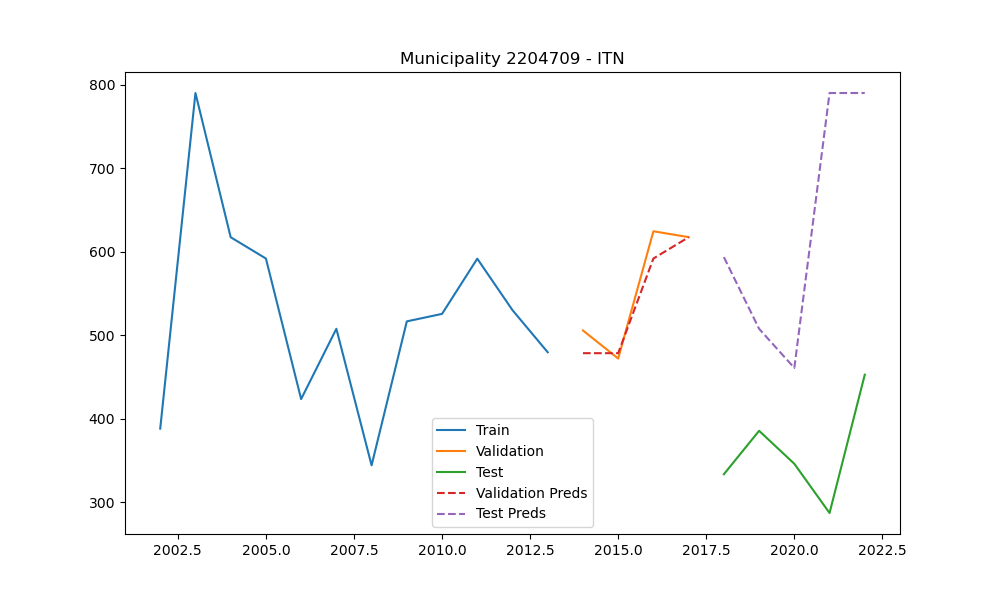 Municipality 2204709 - ITN
800
700
600
500
400
300
Train
Validation
Test
Validation Preds
Test Preds
2002.5 2005.0 2007.5 2010.0 2012.5 2015.0 2017.5 2020.0 2022.5